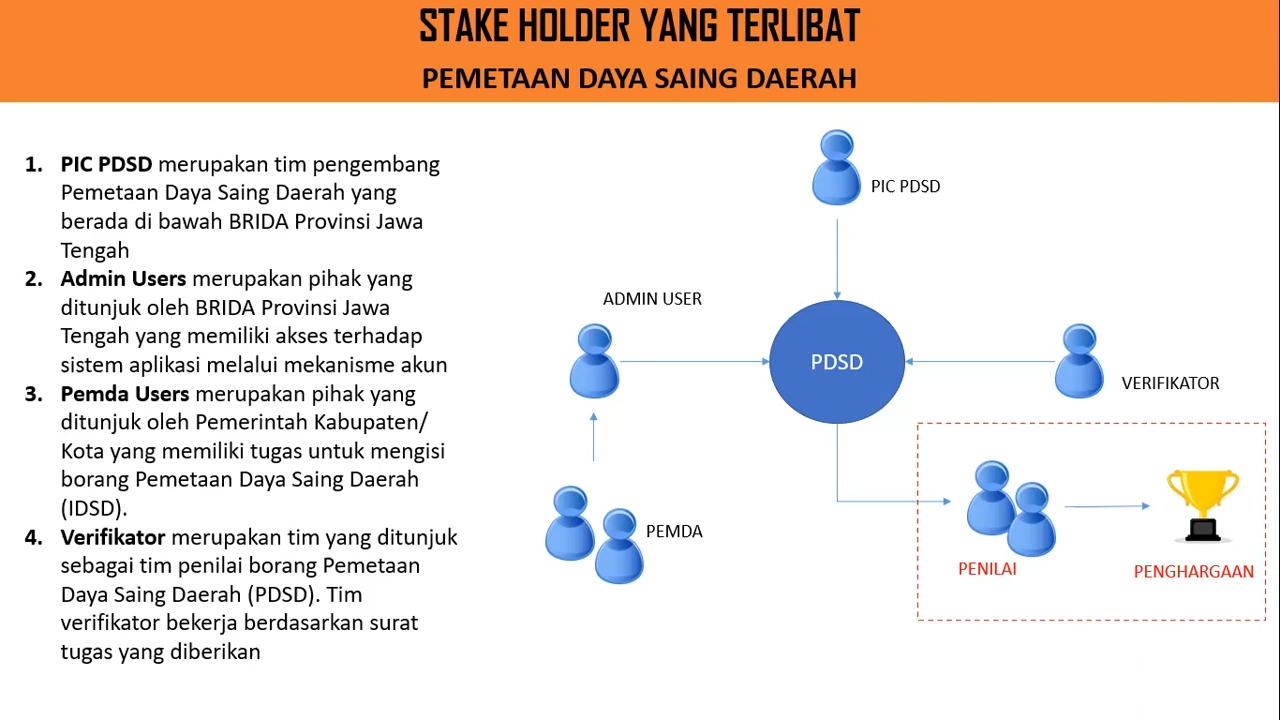 STAKE HOLDER YANG TERLIBAT
PEMETAAN DAYA SAING DAERAH
1. PIC PDSD merupakan tim pengembang
Pemetaan Daya Saing Daerah yang
berada di bawah BRIDA Provinsi Jawa
Tengah
2. Admin Users merupakan pihak yang
ditunjuk oleh BRIDA Provinsi Jawa
Tengah yang memiliki akses terhadap
sistem aplikasi melalui mekanisme akun
3. Pemda Users merupakan pihak yang
ditunjuk oleh Pemerintah Kabupaten/
Kota yang memiliki tugas untuk mengisi
borang Pemetaan Daya Saing Daerah
(IDSD).
4. Verifikator merupakan tim yang ditunjuk
sebagai tim penilai borang Pemetaan
Daya Saing Daerah (PDSD). Tim
verifikator bekerja berdasarkan surat
tugas yang diberikan
PIC PDSD
ADMIN USER
PDSD
VERIFIKATOR
PEMDA
PENILAI
PENGHARGAAN